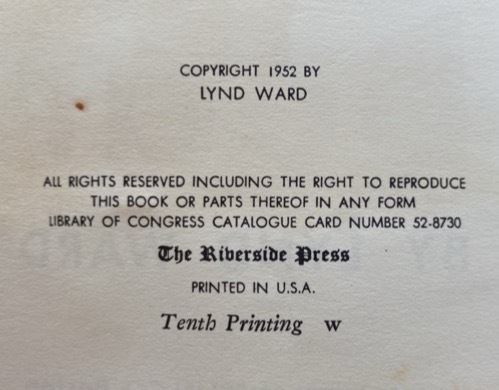 COPYRIGHT 1952 BY
LYND WARD
ALL RIGHTS RESERVED INCLUDING THE RIGHT TO REPRODUCE
THIS BOOK OR PARTS THEREOF IN ANY FORM
LIBRARY OF CONGRESS CATALOGUE CARD NUMBER 52-8730
The Riverside Press
PRINTED IN U.S.A.
Tenth Printing W